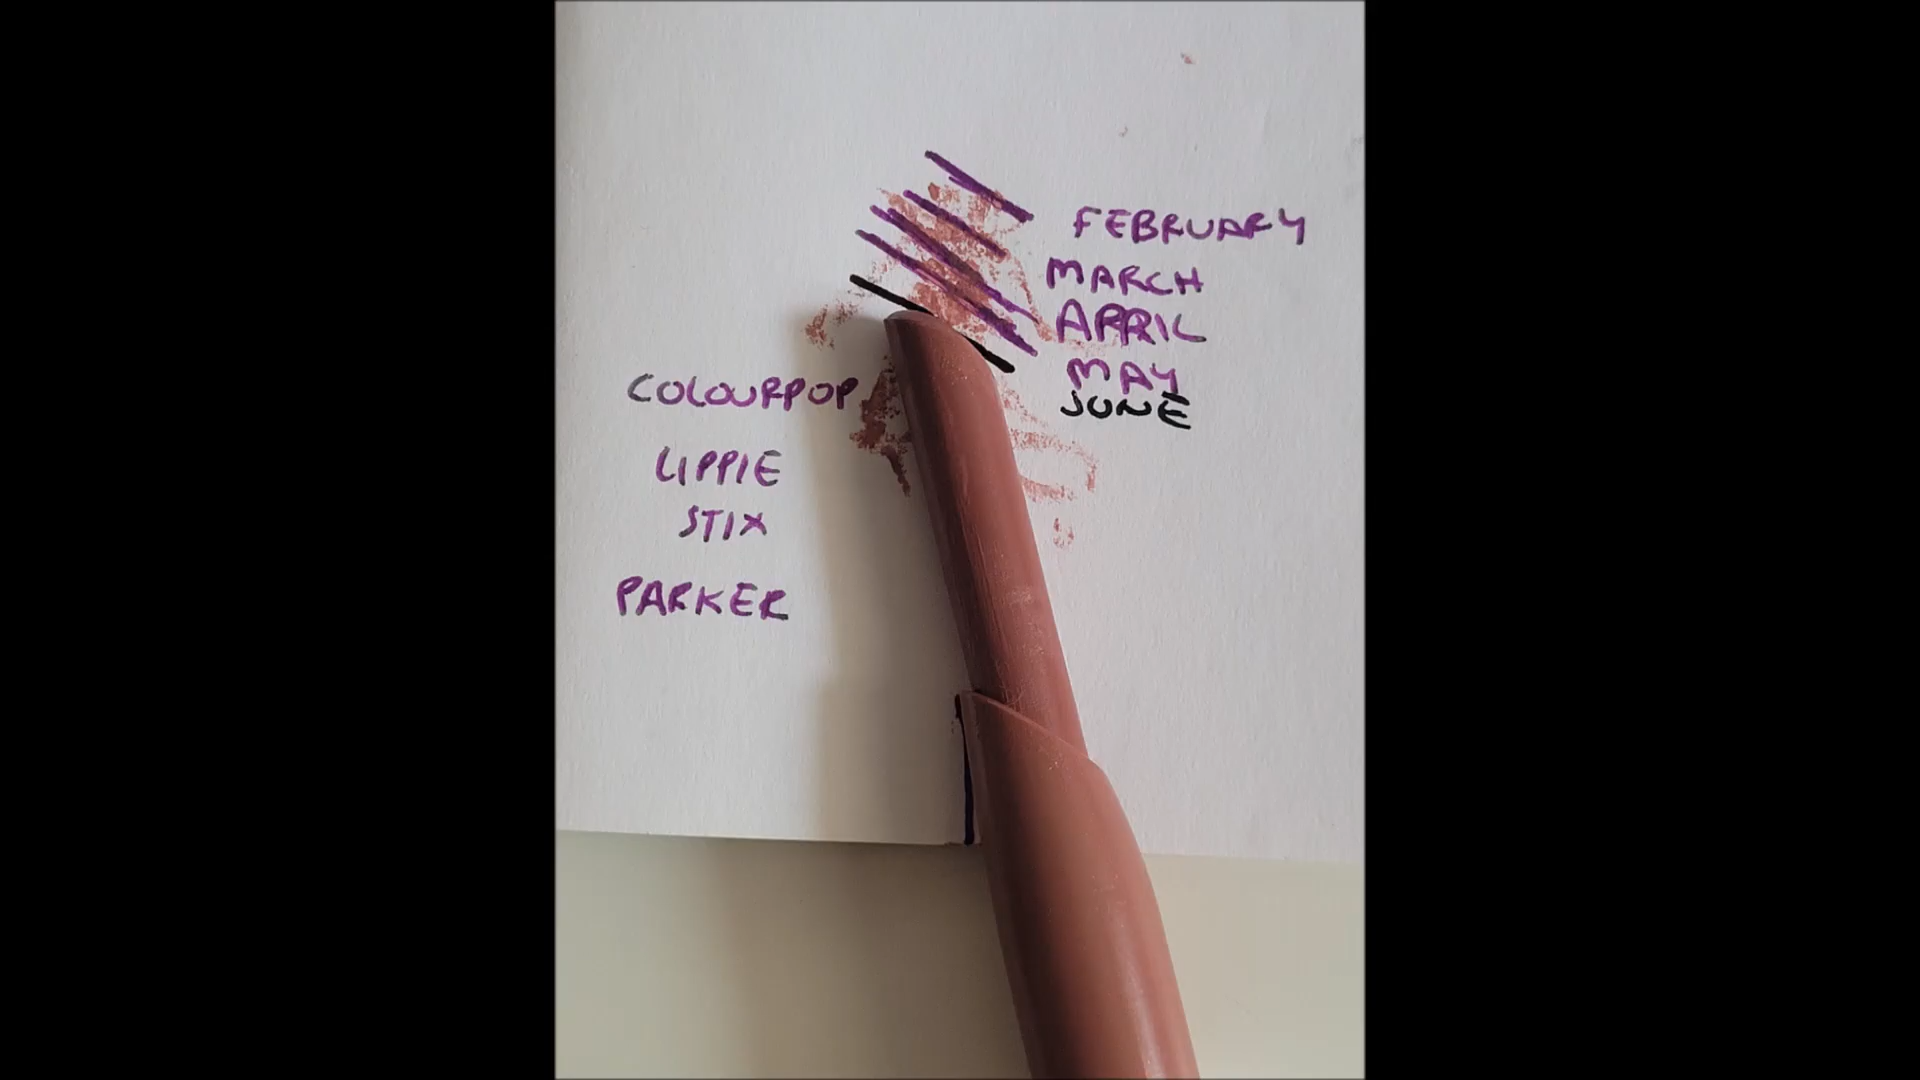 FEBRUARY
MARCH
APRIL
MAY
JUNE
COLOURPOP
LIPPIE
STIX
PARKER